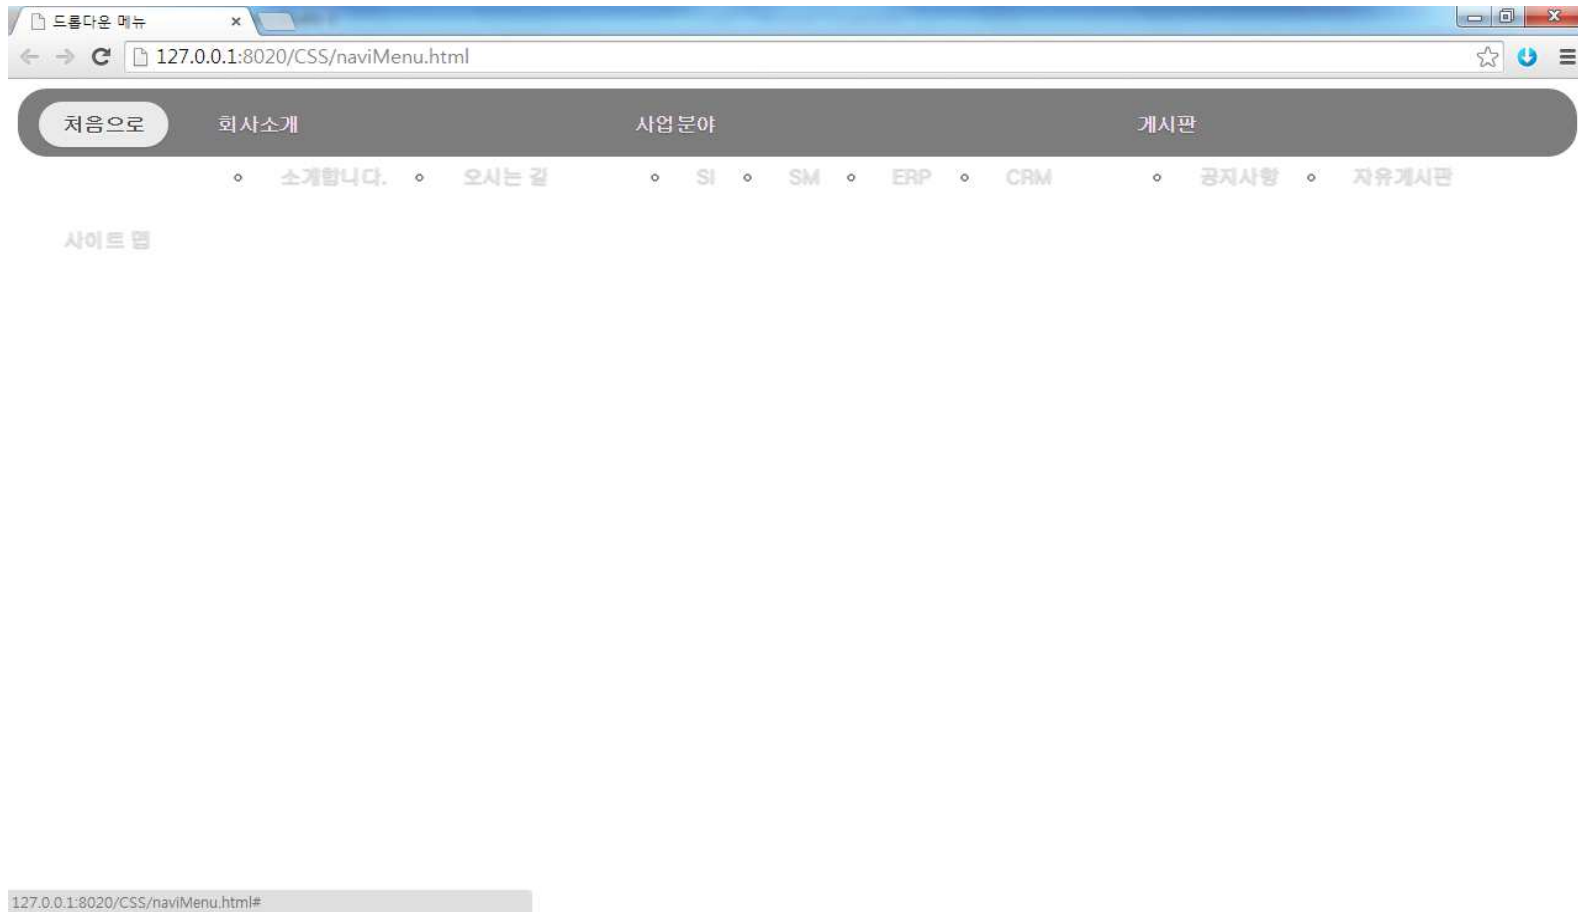 드롭다운 메뉴
127.0.0.1:8020/CSS/naviMenu.html
처음으로 회사소개 사업분야 게시판
소개합니다. 오시는 길 SI SM ERP CRM 공지사항 자유게시판
사이트 맵
127.0.0.1:8020/CSS/naviMenu.html#